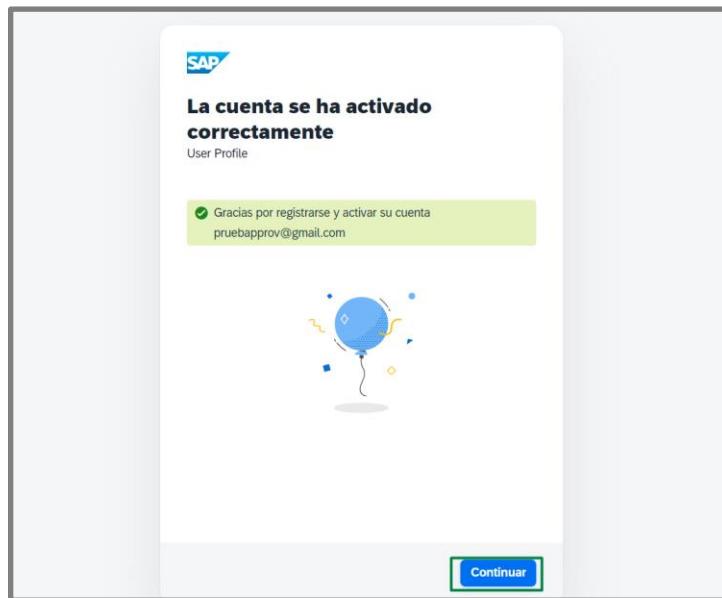 SAP
La cuenta se ha activado
correctamente
User Profile
Gracias por registrarse y activar su cuenta
pruebapprov@gmail.com
Continuar